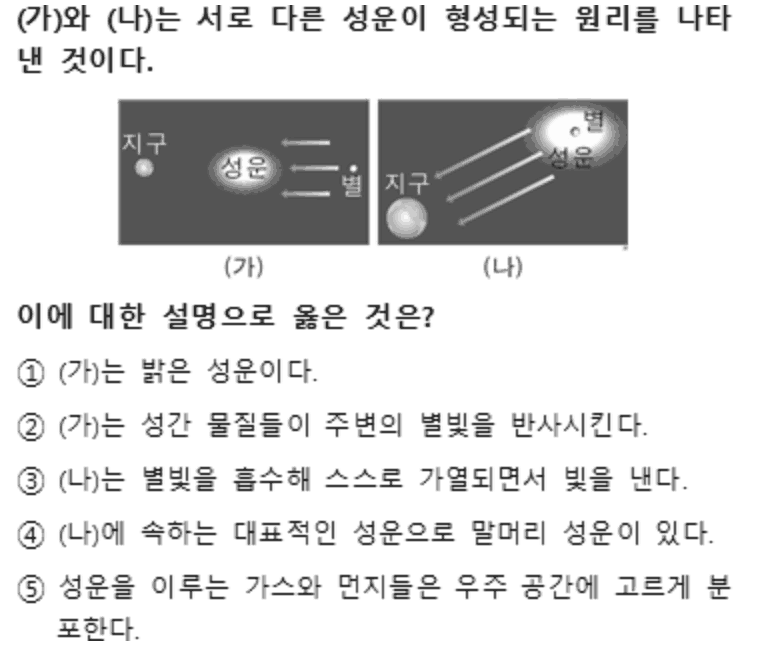 (가)와 (나)는 서로 다른 성운이 형성되는 원리를 나타
낸 것이다.
지구
성운
별
(가)
별
성운
지구
(나)
이에 대한 설명으로 옳은 것은?
① (가)는 밝은 성운이다.
② (가)는 성간 물질들이 주변의 별빛을 반사시킨다.
③ (나)는 별빛을 흡수해 스스로 가열되면서 빛을 낸다.
④ (나)에 속하는 대표적인 성운으로 말머리 성운이 있다.
⑤ 성운을 이루는 가스와 먼지들은 우주 공간에 고르게 분
포한다.